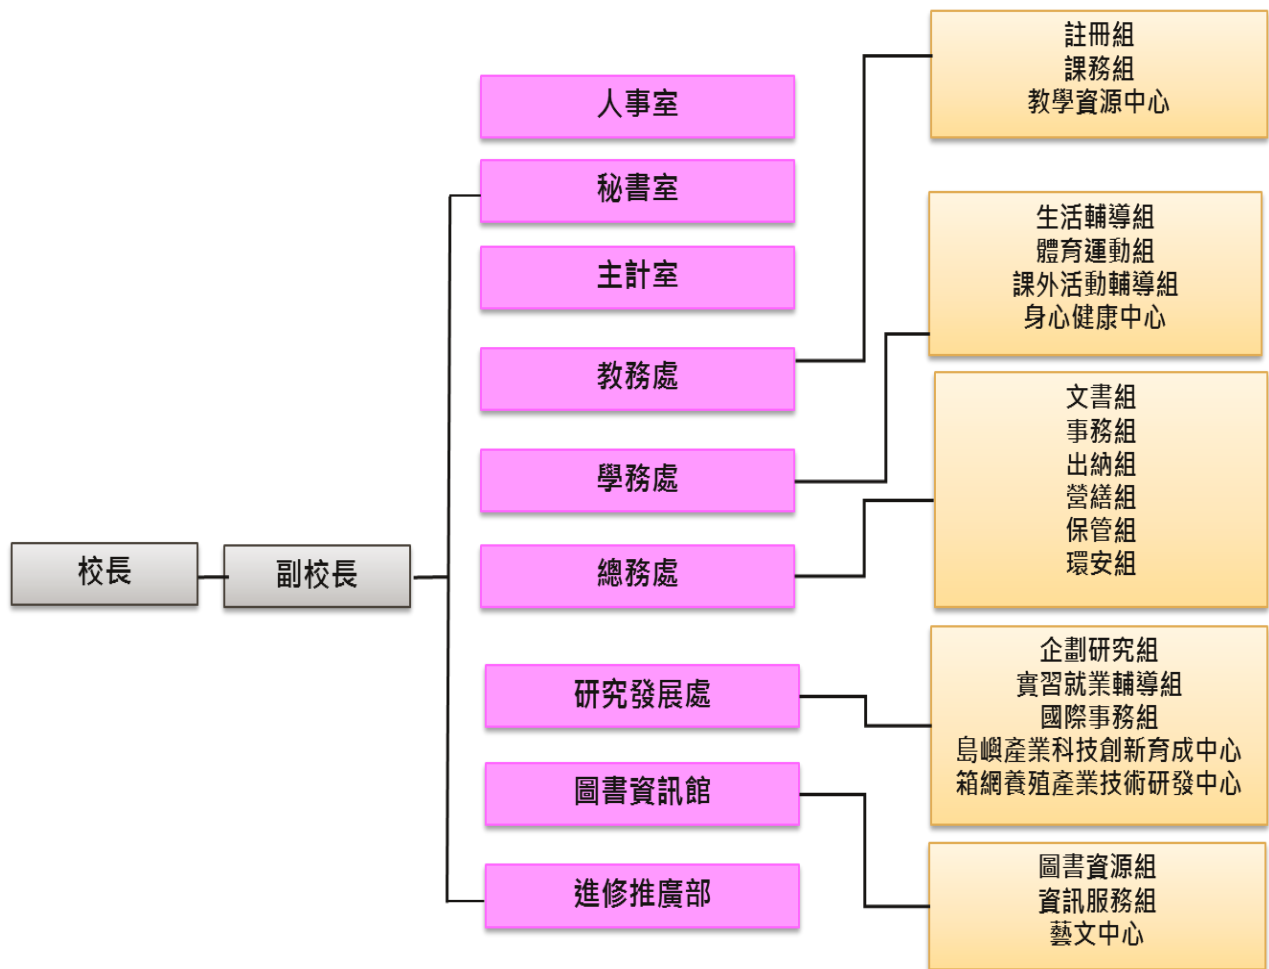 校長
副校長
人事室
秘書室
主計室
教務處
學務處
總務處
研究發展處
圖書資訊館
進修推廣部
註冊組
課務組
教學資源中心
生活輔導組
體育運動組
課外活動輔導組
身心健康中心
文書組
事務組
出納組
營繕組
保管組
環安組
企劃研究組
實習就業輔導組
國際事務組
島嶼產業科技創新育成中心
箱網養殖產業技術研發中心
圖書資源組
資訊服務組
藝文中心